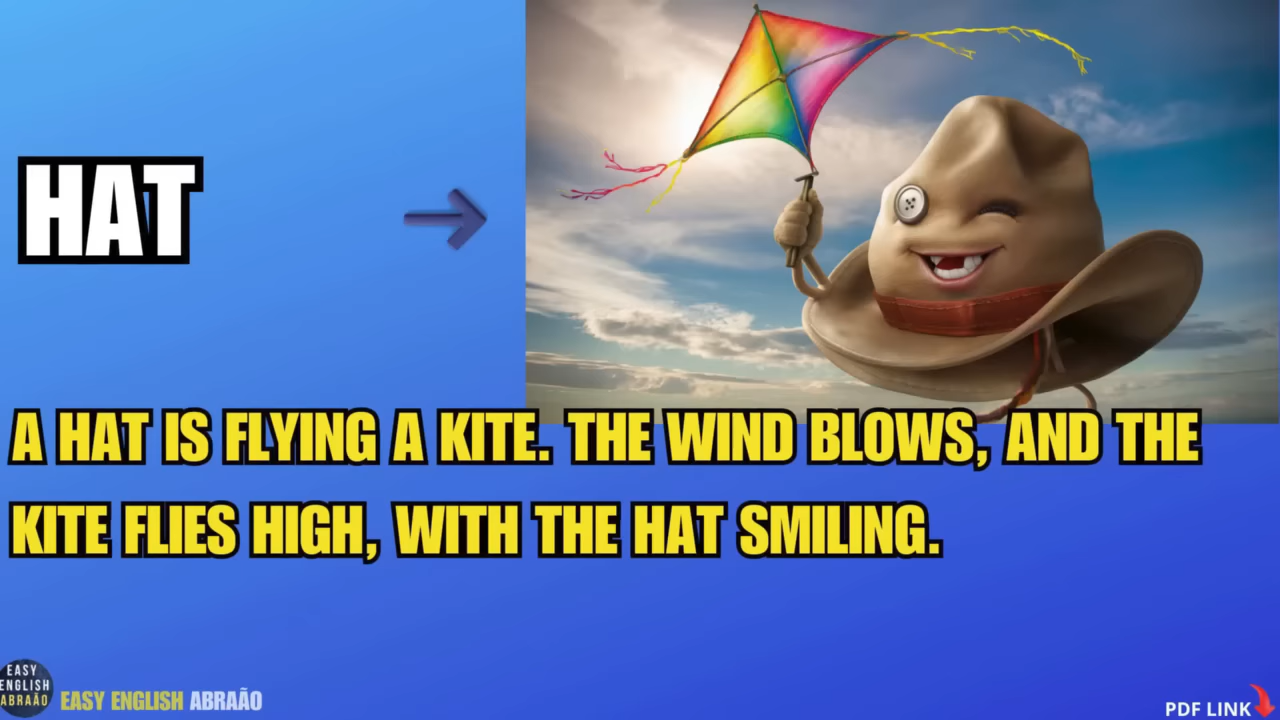 HAT
A HAT IS FLYING A KITE. THE WIND BLOWS, AND THE
KITE FLIES HIGH, WITH THE HAT SMILING.
EASY
ENGLISH
ABRAÃO
EASY ENGLISH ABRAÃO
PDF LINK